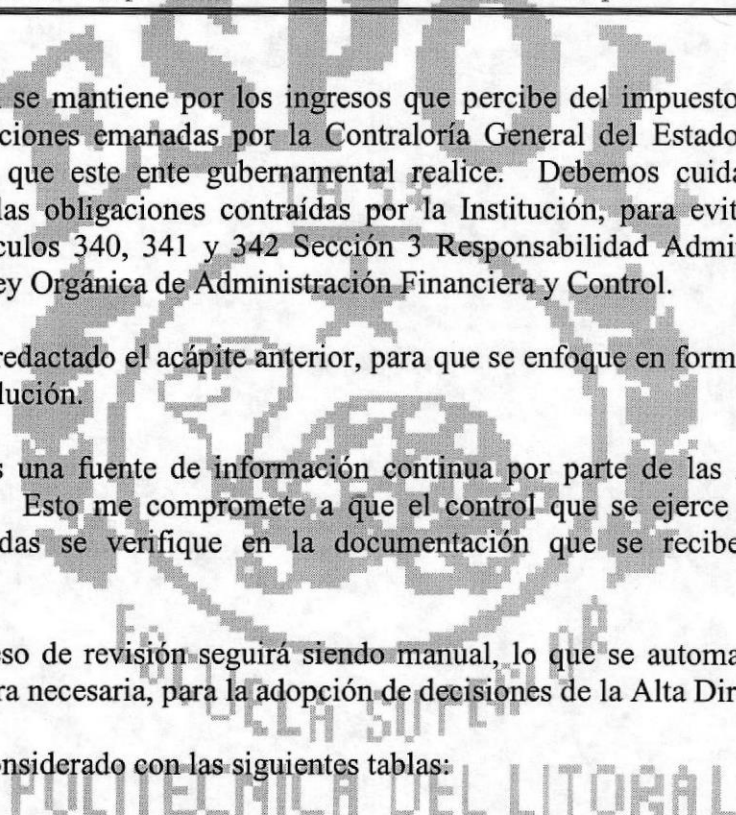 ESPOL
se mantiene por los ingresos que percibe del impuesto
ciones emanadas por la Contraloría General del Estado
que este ente gubernamental realice. Debemos cuida
las obligaciones contraídas por la Institución, para evit
culos 340, 341 y 342 Sección 3 Responsabilidad Admi
ey Orgánica de Administración Financiera y Control.
redactado el acápite anterior, para que se enfoque en form
lución.
s una fuente de información continua por parte de las
Esto me compromete a que el control que se ejerce
das se verifique en la documentación que se recibe
so de revisión seguirá siendo manual, lo que se automa
ra necesaria, para la adopción de decisiones de la Alta Dir
onsiderado con las siguientes tablas:
ESCUELA SUPERIOR
POLITECNICA DEL LITORAL